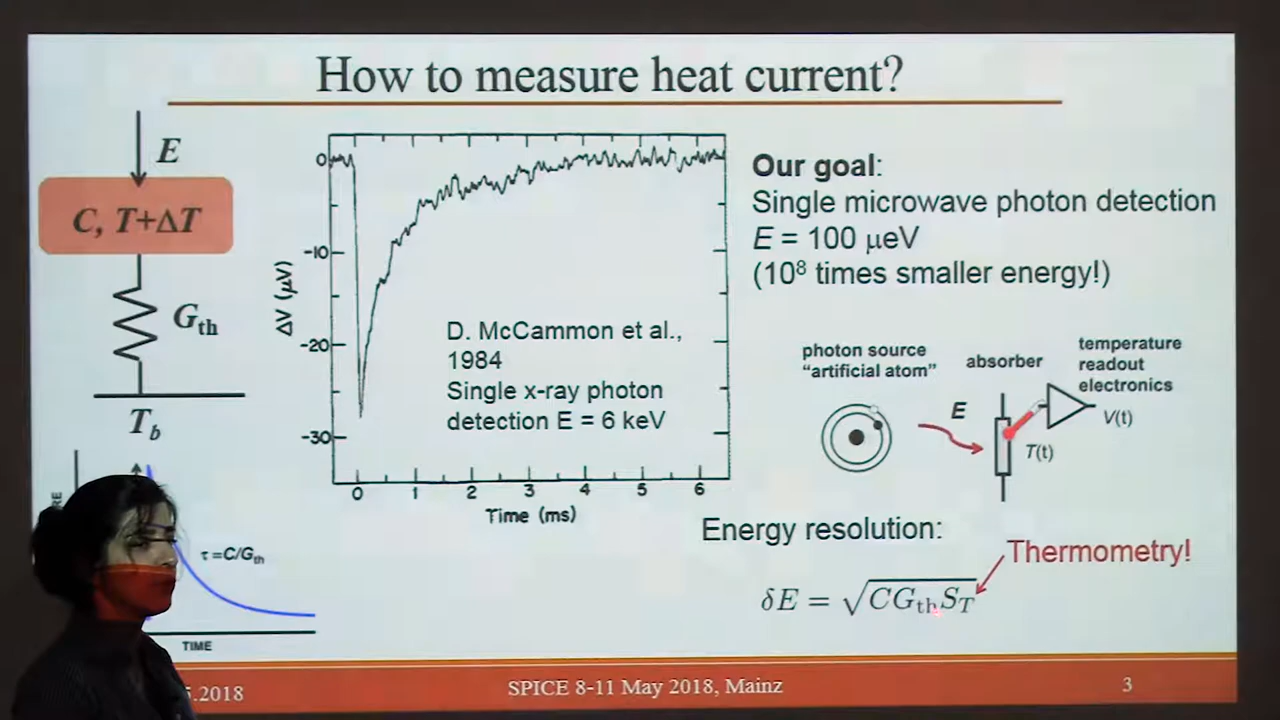 How to measure heat current?
E
C, T+ΔT
G_th
T_b
τ=C/G_th
TIME
0
-10
-20
-30
ΔV (μV)
D. McCammon et al.,
1984
Single x-ray photon
detection E = 6 keV
0 1 2 3 4 5 6
Time (ms)
Our goal:
Single microwave photon detection
E = 100 μeV
(10⁸ times smaller energy!)
photon source
"artificial atom"
E
absorber
temperature
readout
electronics
V(t)
T(t)
Energy resolution:
Thermometry!
δE = √CG_thS_T
.2018
SPICE 8-11 May 2018, Mainz
3